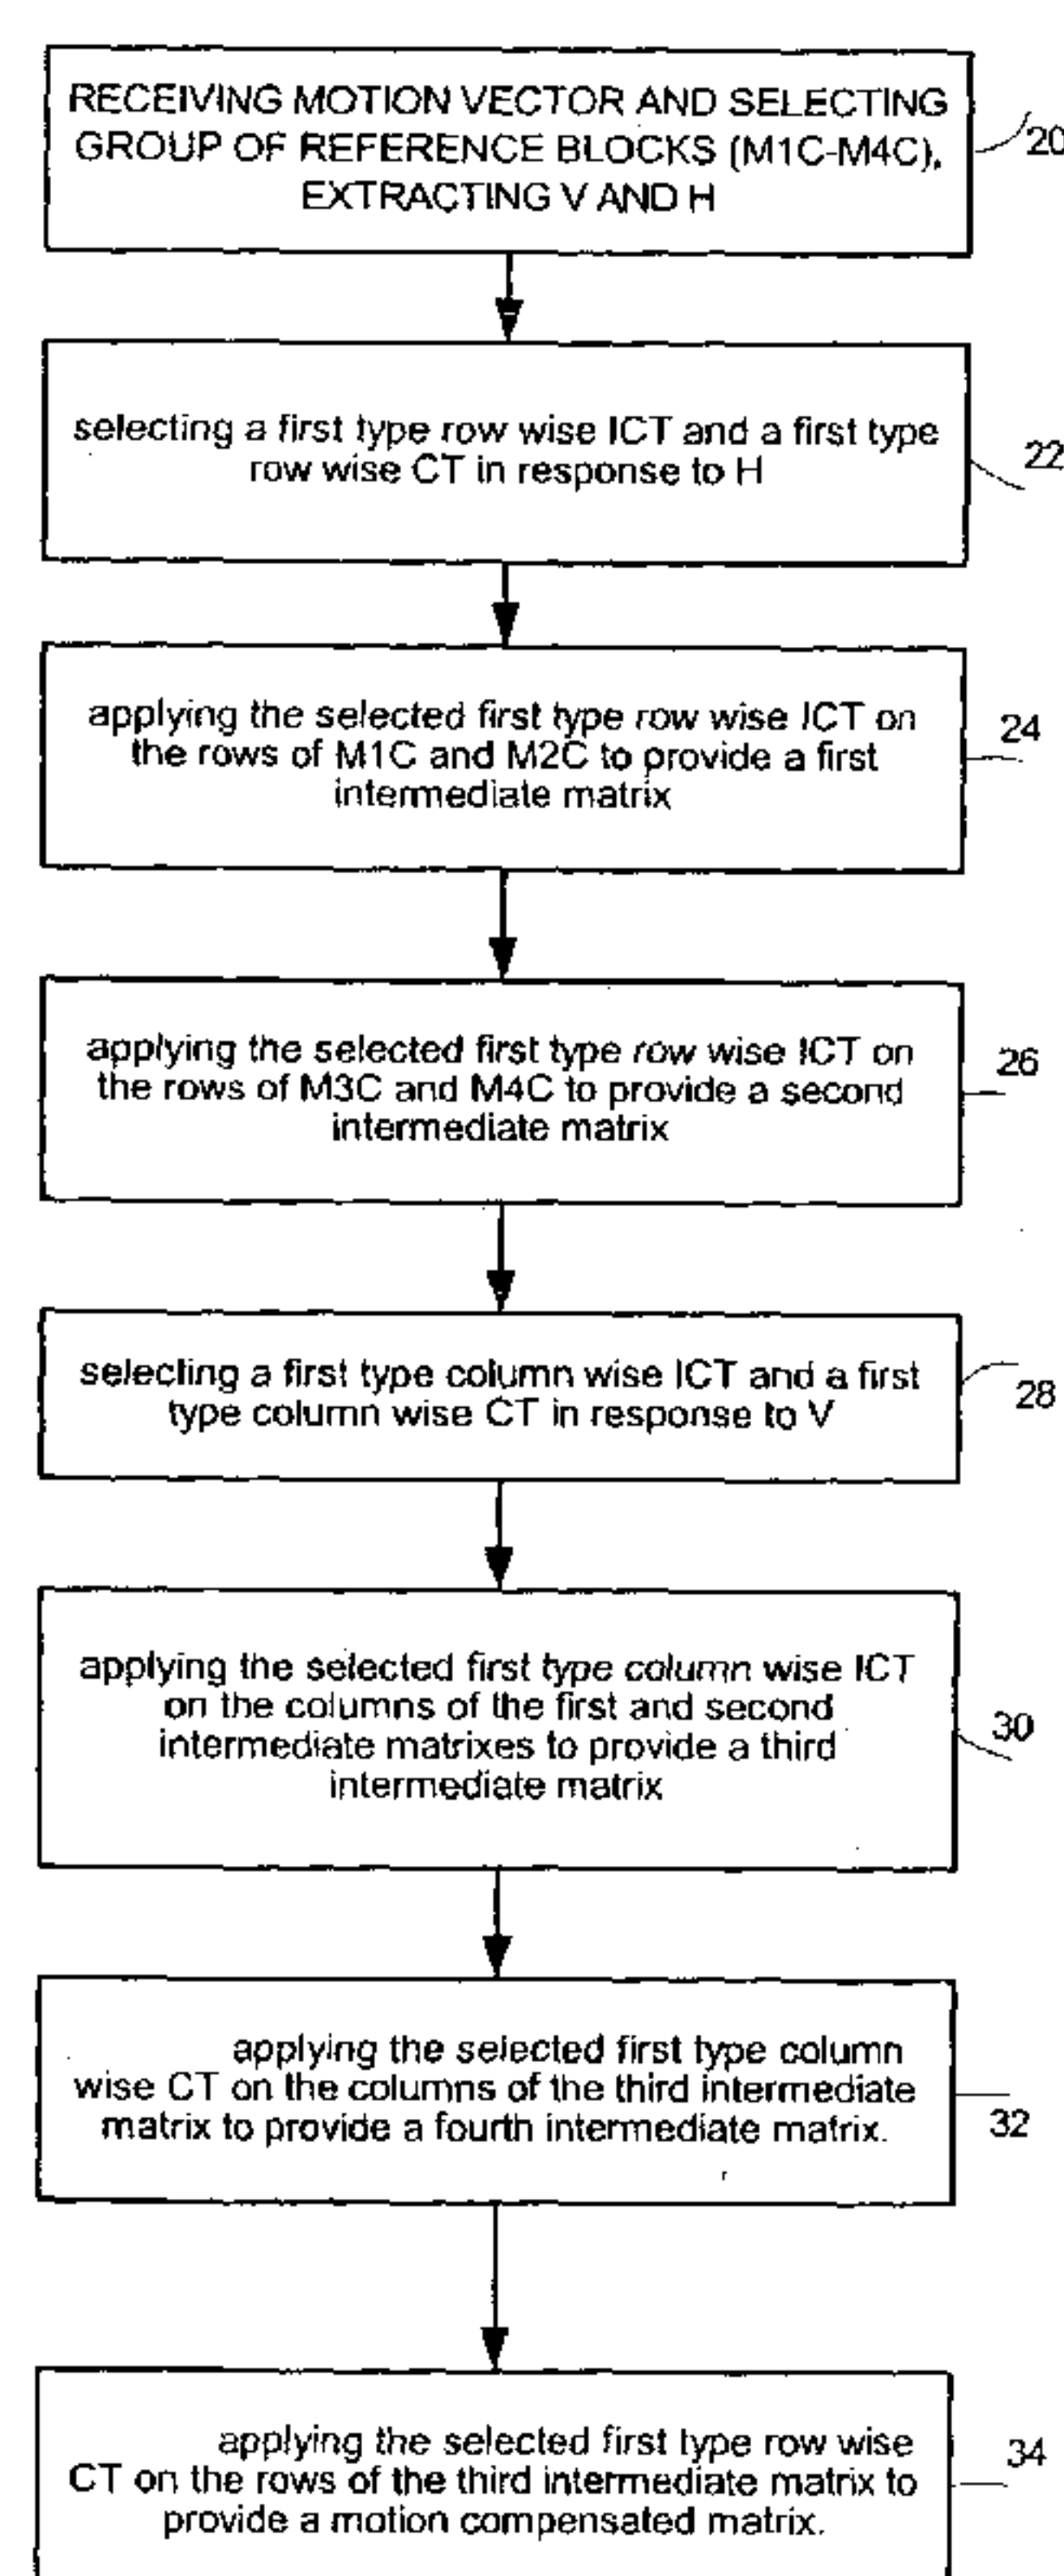 RECEIVING MOTION VECTOR AND SELECTING
GROUP OF REFERENCE BLOCKS (M1C-M4C),
EXTRACTING V AND H
20
selecting a first type row wise ICT and a first type
row wise CT in response to H
22
applying the selected first type row wise ICT on
the rows of M1C and M2C to provide a first
intermediate matrix
24
applying the selected first type row wise ICT on
the rows of M3C and M4C to provide a second
intermediate matrix
26
selecting a first type column wise ICT and a first
type column wise CT in response to V
28
applying the selected first type column wise ICT
on the columns of the first and second
intermediate matrixes to provide a third
intermediate matrix
30
applying the selected first type column
wise CT on the columns of the third intermediate
matrix to provide a fourth intermediate matrix.
32
applying the selected first type row wise
CT on the rows of the third intermediate matrix to
provide a motion compensated matrix.
34